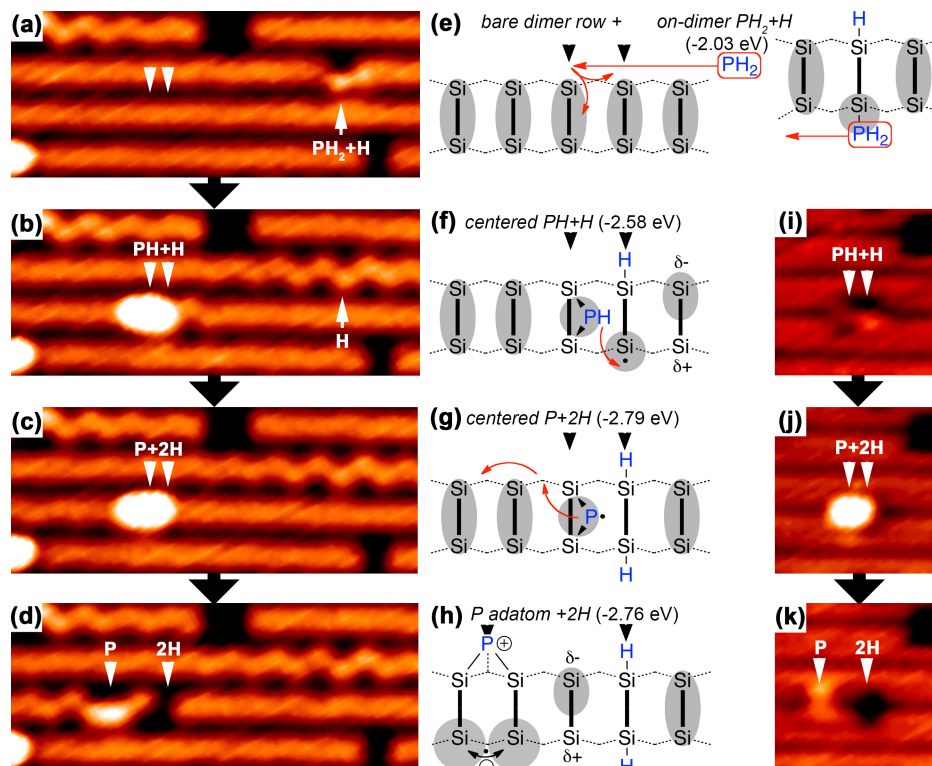 (a)
PH2+H
(b)
PH+H
H
(c)
P+2H
(d)
P
2H
(e)
bare dimer row +
on-dimer PH2+H
(-2.03 eV)
PH2
H
Si Si Si Si Si Si Si Si
Si Si Si Si Si Si Si Si
PH2
(f)
centered PH+H (-2.58 eV)
H
δ-
Si Si Si Si Si
PH
Si Si Si Si Si
•
δ+
(g)
centered P+2H (-2.79 eV)
H
Si Si Si Si Si
P•
Si Si Si Si Si
H
(h)
P adatom +2H (-2.76 eV)
P ⊕
H
δ-
Si Si Si Si Si
Si Si Si Si Si
•
δ+
H
(i)
PH+H
(j)
P+2H
(k)
P
2H